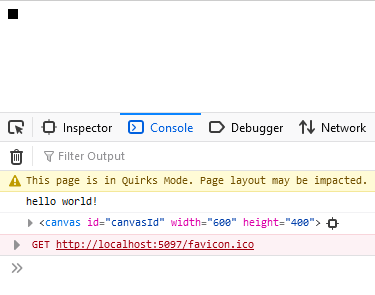 Inspector Console Debugger Network
Filter Output
This page is in Quirks Mode. Page layout may be impacted.
hello world!
<canvas id="canvasId" width="600" height="400">
GET http://localhost:5097/favicon.ico